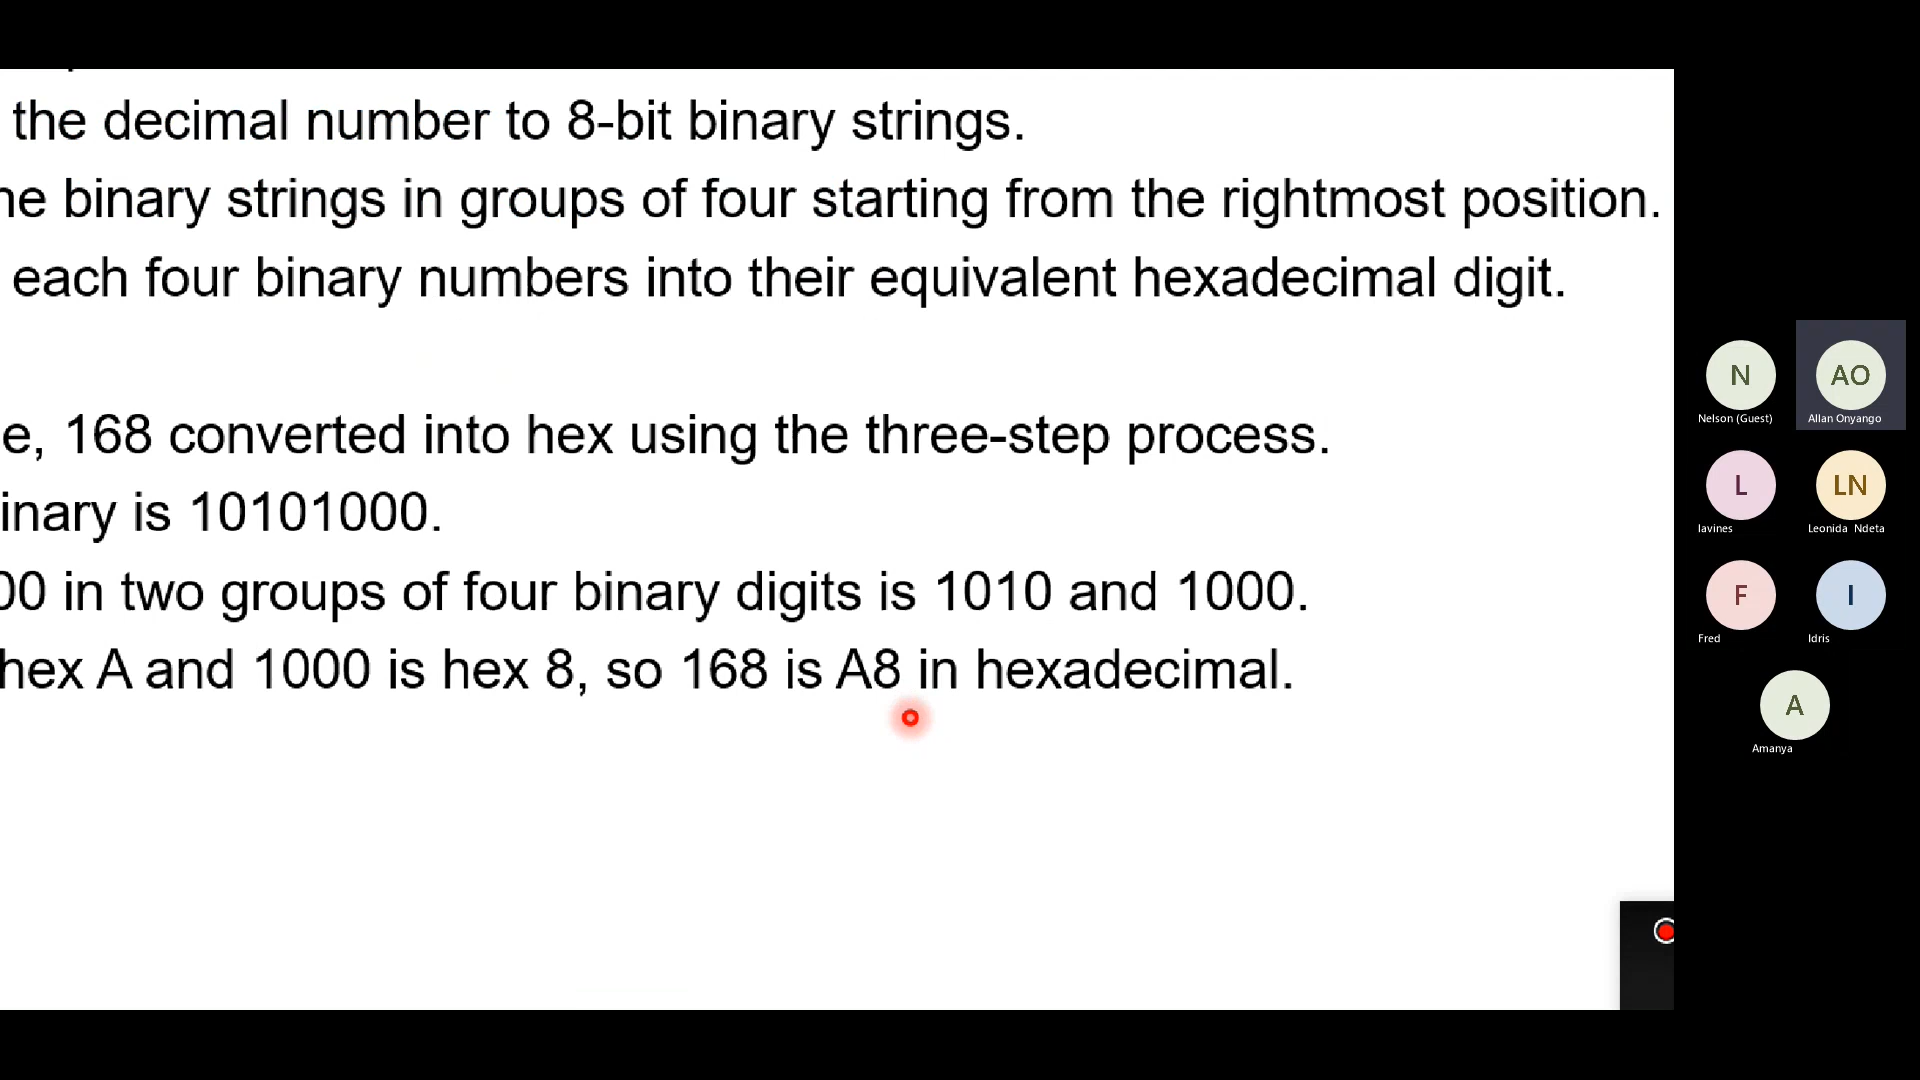 the decimal number to 8-bit binary strings.
he binary strings in groups of four starting from the rightmost position.
each four binary numbers into their equivalent hexadecimal digit.
e, 168 converted into hex using the three-step process.
inary is 10101000.
00 in two groups of four binary digits is 1010 and 1000.
hex A and 1000 is hex 8, so 168 is A8 in hexadecimal.
N
AO
Nelson (Guest)
Allan Onyango
L
LN
lavines
Leonida Ndeta
F
I
Fred
Idris
A
Amanya